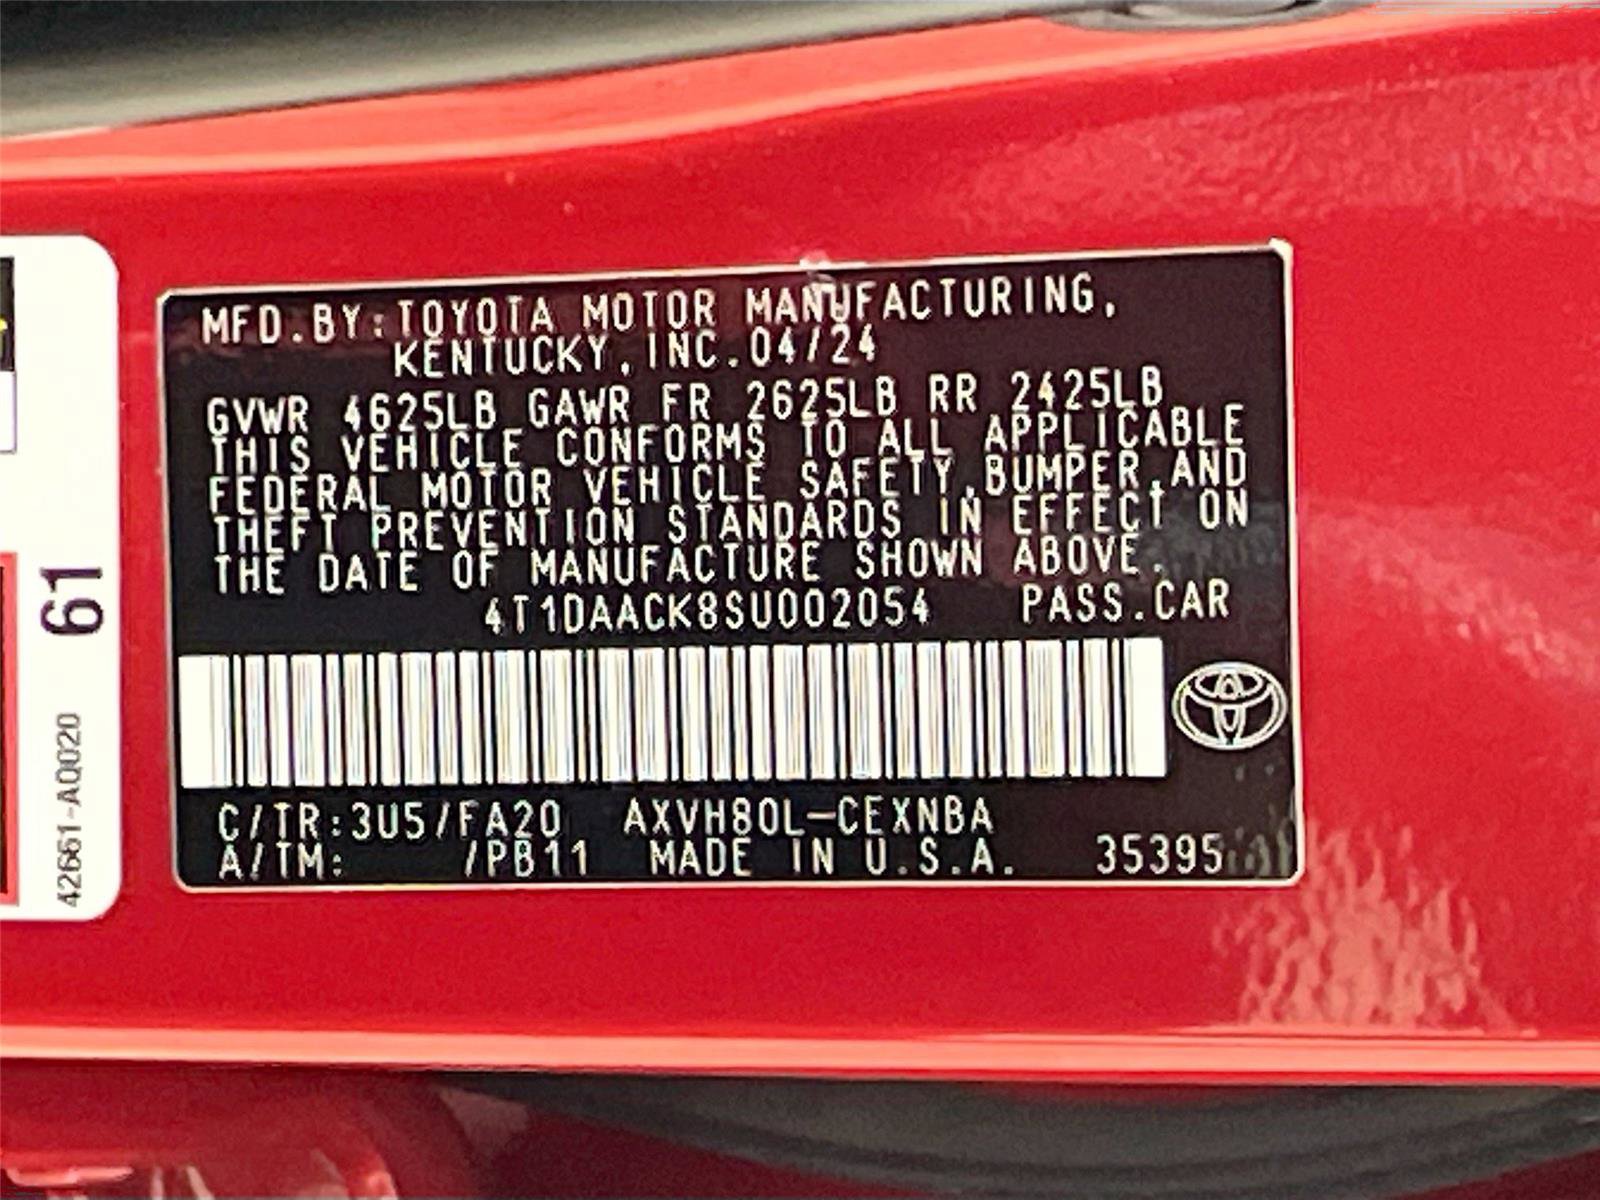 MFD.BY:TOYOTA MOTOR MANUFACTURING,
KENTUCKY, INC. 04/24
GVWR 4625LB GAWR FR 2625LB RR 2425LB
THIS VEHICLE CONFORMS TO ALL APPLICABLE
FEDERAL MOTOR VEHICLE SAFETY,BUMPER,AND
THEFT PREVENTION STANDARDS IN EFFECT ON
THE DATE OF MANUFACTURE SHOWN ABOVE.
4T1DAACK8SU002054 PASS.CAR
C/TR:3U5/FA20 AXVH80L-CEXNBA
A/TM: /PB11 MADE IN U.S.A. 35395
61
42661-A0020